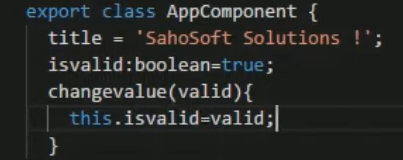 export class AppComponent {
title = 'SahoSoft Solutions !';
isvalid:boolean=true;
changevalue(valid){
this.isvalid=valid;
}